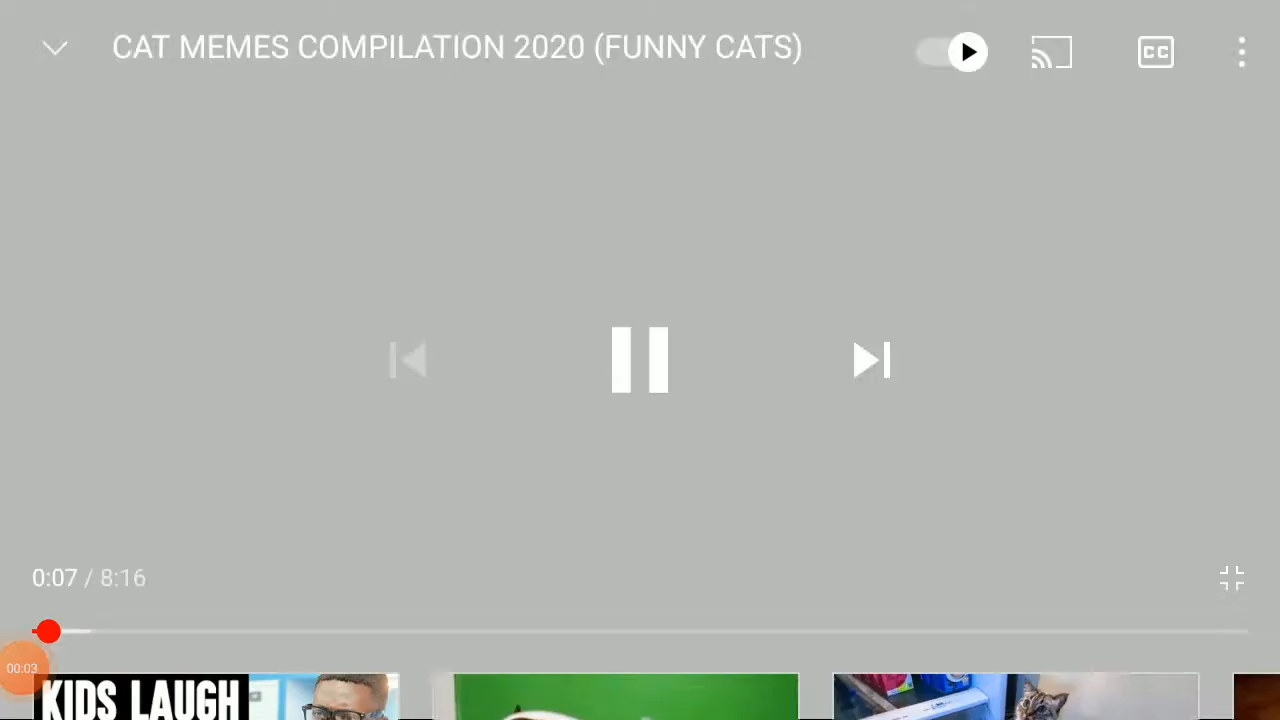 CAT MEMES COMPILATION 2020 (FUNNY CATS)
CC
0:07 / 8:16
00:03
KIDS LAUGH